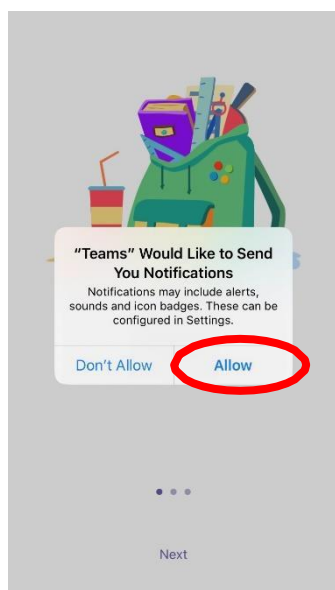 “Teams” Would Like to Send
You Notifications
Notifications may include alerts,
sounds and icon badges. These can be
configured in Settings.
Don’t Allow
Allow
Next